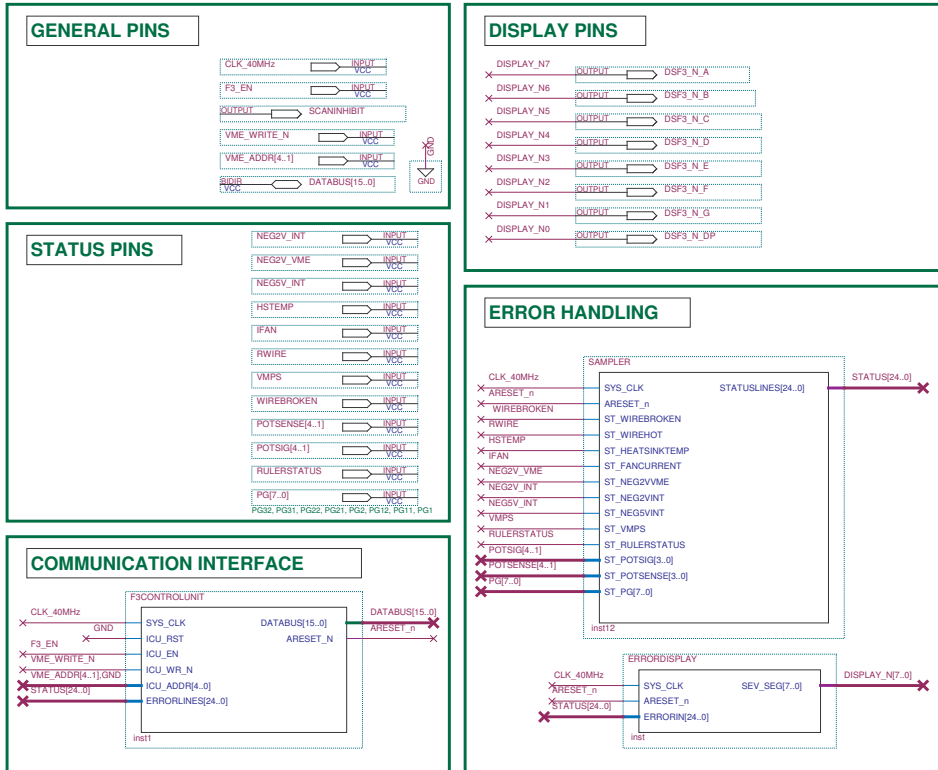 GENERAL PINS
CLK_40MHz INPUT
VCC
F3_EN INPUT
VCC
OUTPUT SCANINHIBIT
VME_WRITE_N INPUT
VCC
VME_ADDR[4..1] INPUT
VCC
BIDIR DATABUS[15..0]
VCC
GND
GND
STATUS PINS
NEG2V_INT INPUT
VCC
NEG2V_VME INPUT
VCC
NEG5V_INT INPUT
VCC
HSTEMP INPUT
VCC
IFAN INPUT
VCC
RWIRE INPUT
VCC
VMPS INPUT
VCC
WIREBROKEN INPUT
VCC
POTSENSE[4..1] INPUT
VCC
POTSIG[4..1] INPUT
VCC
RULERSTATUS INPUT
VCC
PG[7..0] INPUT
VCC
PG32, PG31, PG22, PG21, PG2, PG12, PG11, PG1
COMMUNICATION INTERFACE
F3CONTROLUNIT
CLK_40MHz SYS_CLK DATABUS[15..0] DATABUS[15..0]
GND ICU_RST ARESET_N ARESET_n
F3_EN ICU_EN
VME_WRITE_N ICU_WR_N
VME_ADDR[4..1],GND ICU_ADDR[4..0]
STATUS[24..0] ERRORLINES[24..0]
inst1
DISPLAY PINS
DISPLAY_N7 OUTPUT DSF3_N_A
DISPLAY_N6 OUTPUT DSF3_N_B
DISPLAY_N5 OUTPUT DSF3_N_C
DISPLAY_N4 OUTPUT DSF3_N_D
DISPLAY_N3 OUTPUT DSF3_N_E
DISPLAY_N2 OUTPUT DSF3_N_F
DISPLAY_N1 OUTPUT DSF3_N_G
DISPLAY_N0 OUTPUT DSF3_N_DP
ERROR HANDLING
SAMPLER
CLK_40MHz SYS_CLK STATUSLINES[24..0] STATUS[24..0]
ARESET_n ARESET_n
WIREBROKEN ST_WIREBROKEN
RWIRE ST_WIREHOT
HSTEMP ST_HEATSINKTEMP
IFAN ST_FANCURRENT
NEG2V_VME ST_NEG2VVME
NEG2V_INT ST_NEG2VINT
NEG5V_INT ST_NEG5VINT
VMPS ST_VMPS
RULERSTATUS ST_RULERSTATUS
POTSIG[4..1] ST_POTSIG[3..0]
POTSENSE[4..1] ST_POTSENSE[3..0]
PG[7..0] ST_PG[7..0]
inst12
ERRORDISPLAY
CLK_40MHz SYS_CLK SEV_SEG[7..0] DISPLAY_N[7..0]
ARESET_n ARESET_n
STATUS[24..0] ERRORIN[24..0]
inst